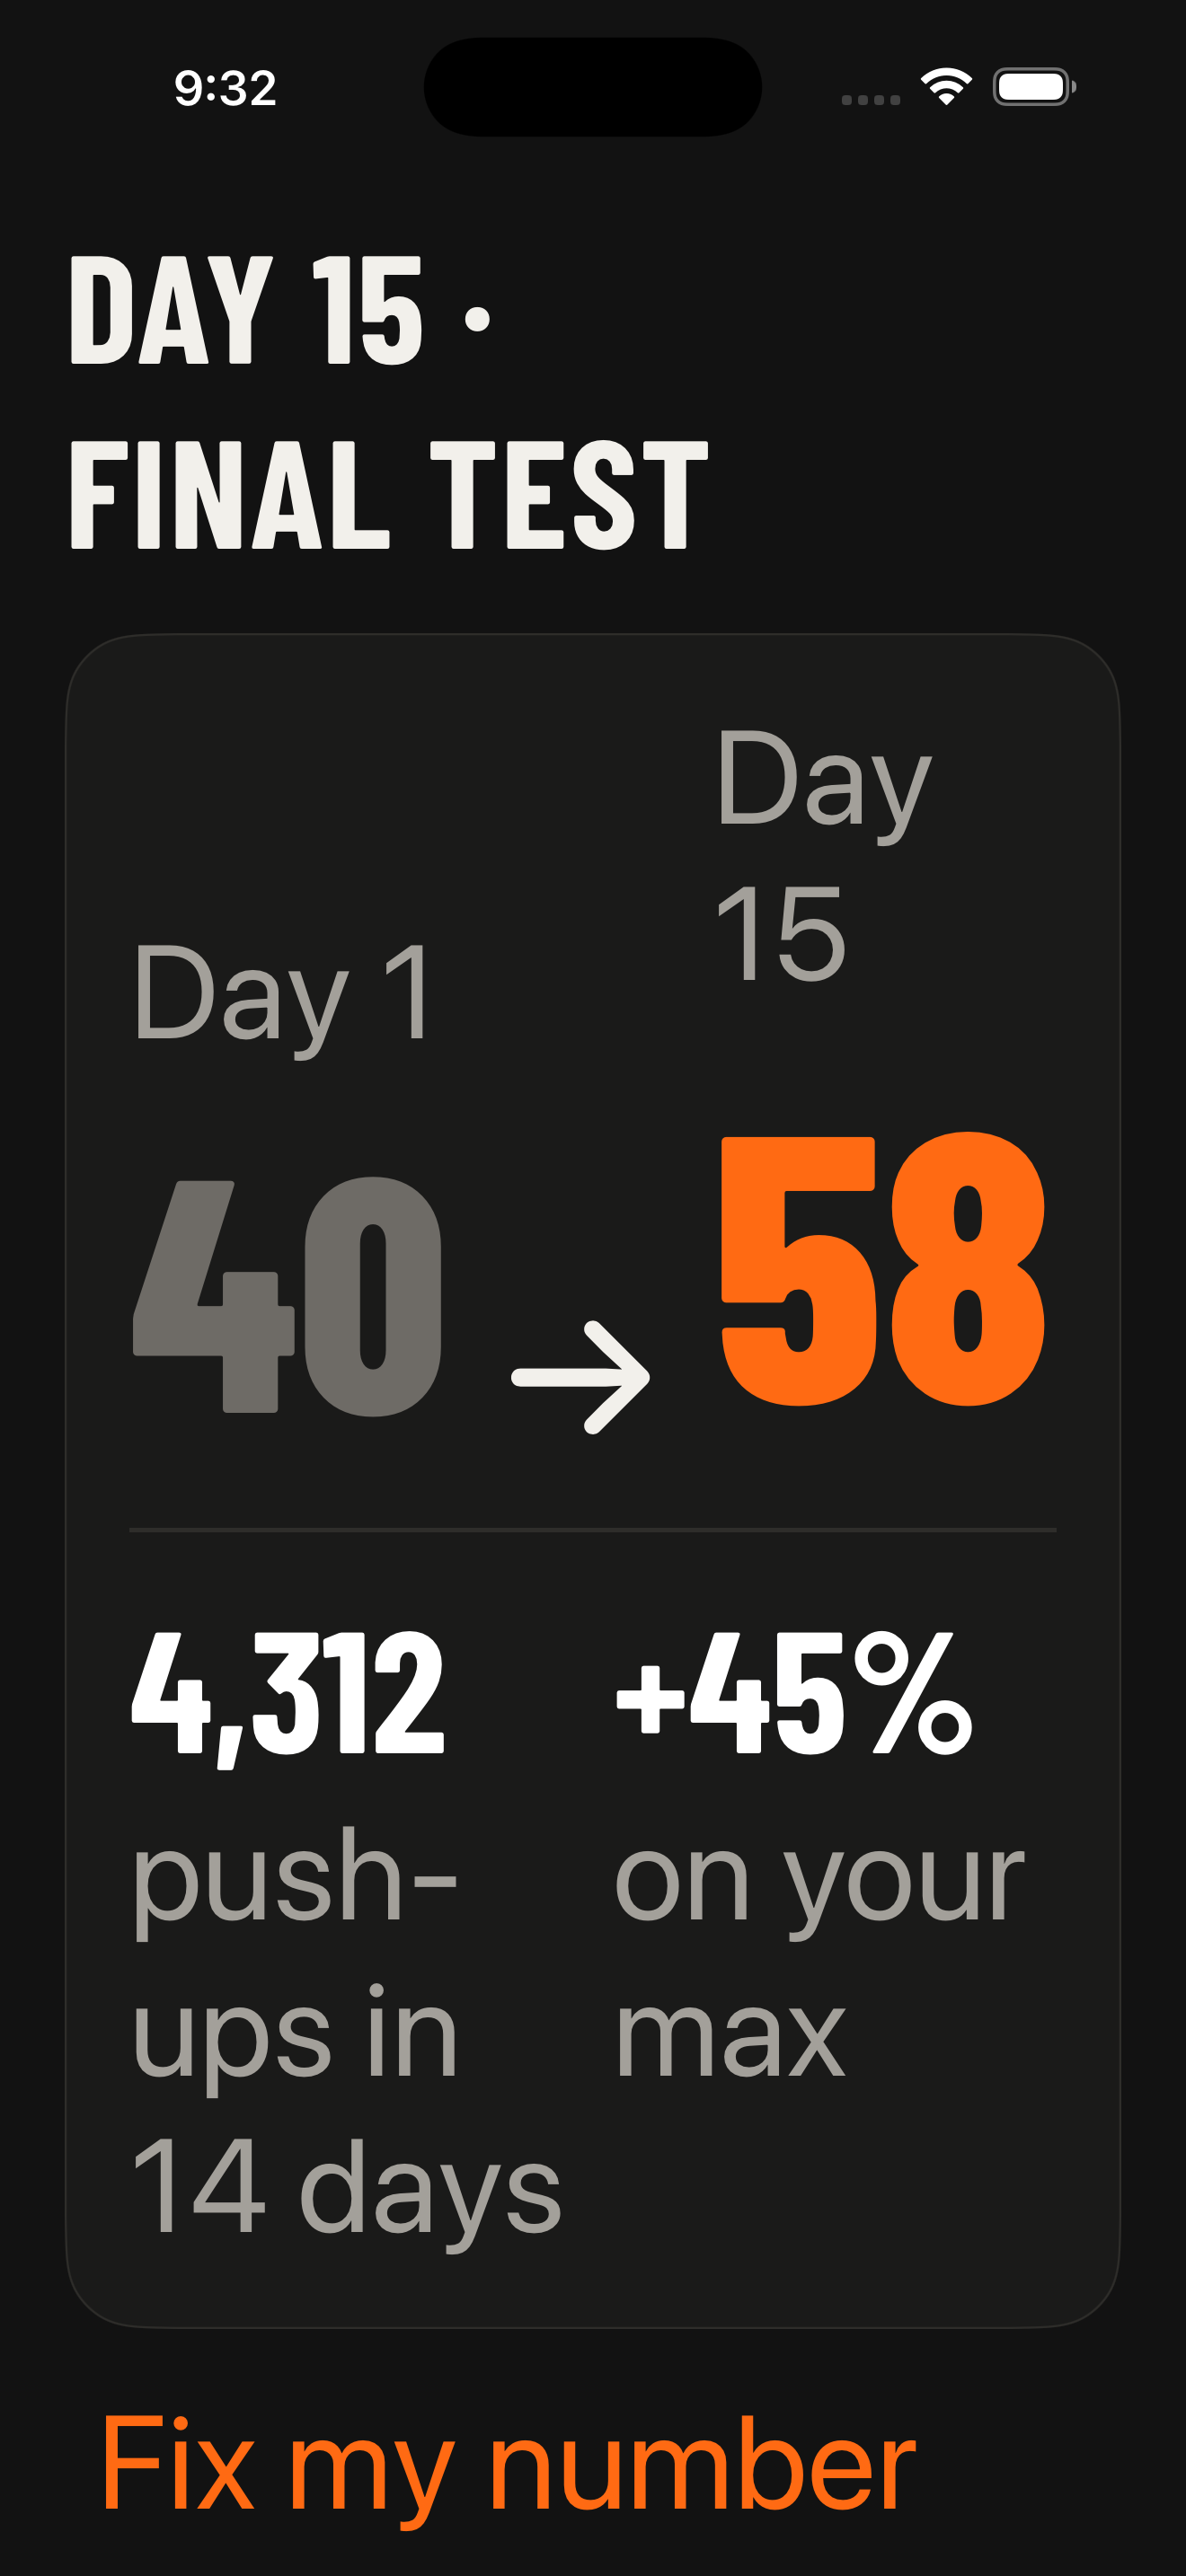 9:32
DAY 15 ·
FINAL TEST
Day 1
Day
15
40
58
4,312
+45%
push-
ups in
14 days
on your
max
Fix my number